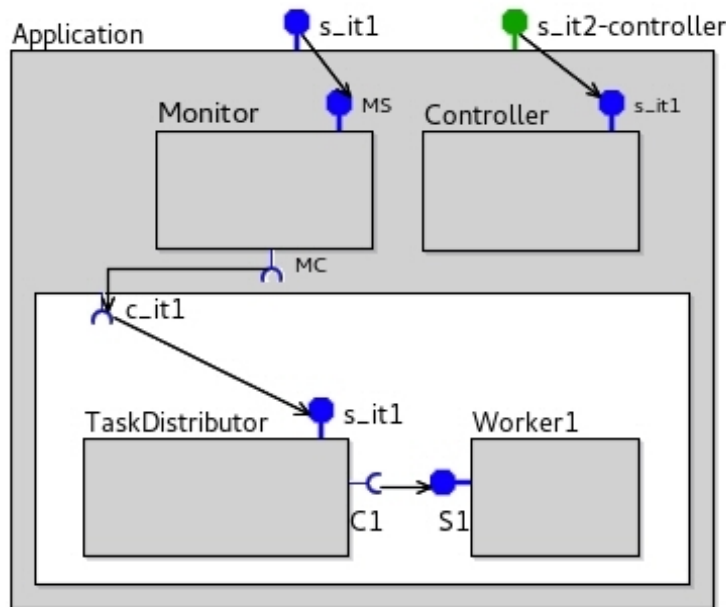 Application
s_it1
s_it2-controller
Monitor
MS
Controller
s_it1
MC
c_it1
TaskDistributor
s_it1
Worker1
C1
S1